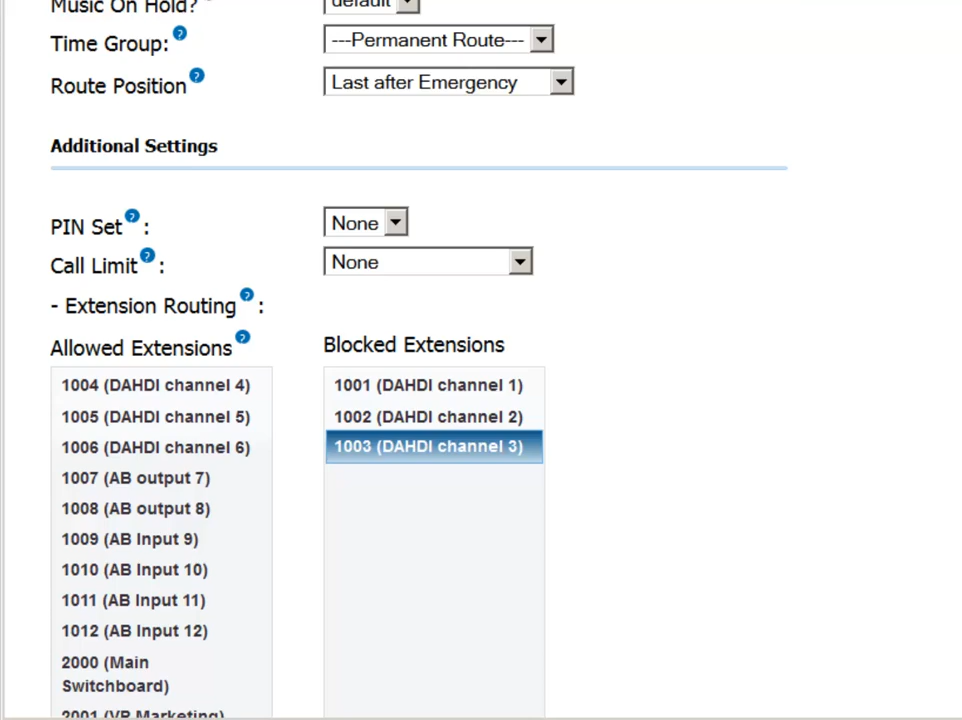 Music On Hold?
default
Time Group: ?
---Permanent Route---
Route Position ?
Last after Emergency
Additional Settings
PIN Set ? :
None
Call Limit ? :
None
- Extension Routing ? :
Allowed Extensions ?
Blocked Extensions
1004 (DAHDI channel 4)
1005 (DAHDI channel 5)
1006 (DAHDI channel 6)
1007 (AB output 7)
1008 (AB output 8)
1009 (AB Input 9)
1010 (AB Input 10)
1011 (AB Input 11)
1012 (AB Input 12)
2000 (Main
Switchboard)
2001 (VP Marketing)
1001 (DAHDI channel 1)
1002 (DAHDI channel 2)
1003 (DAHDI channel 3)